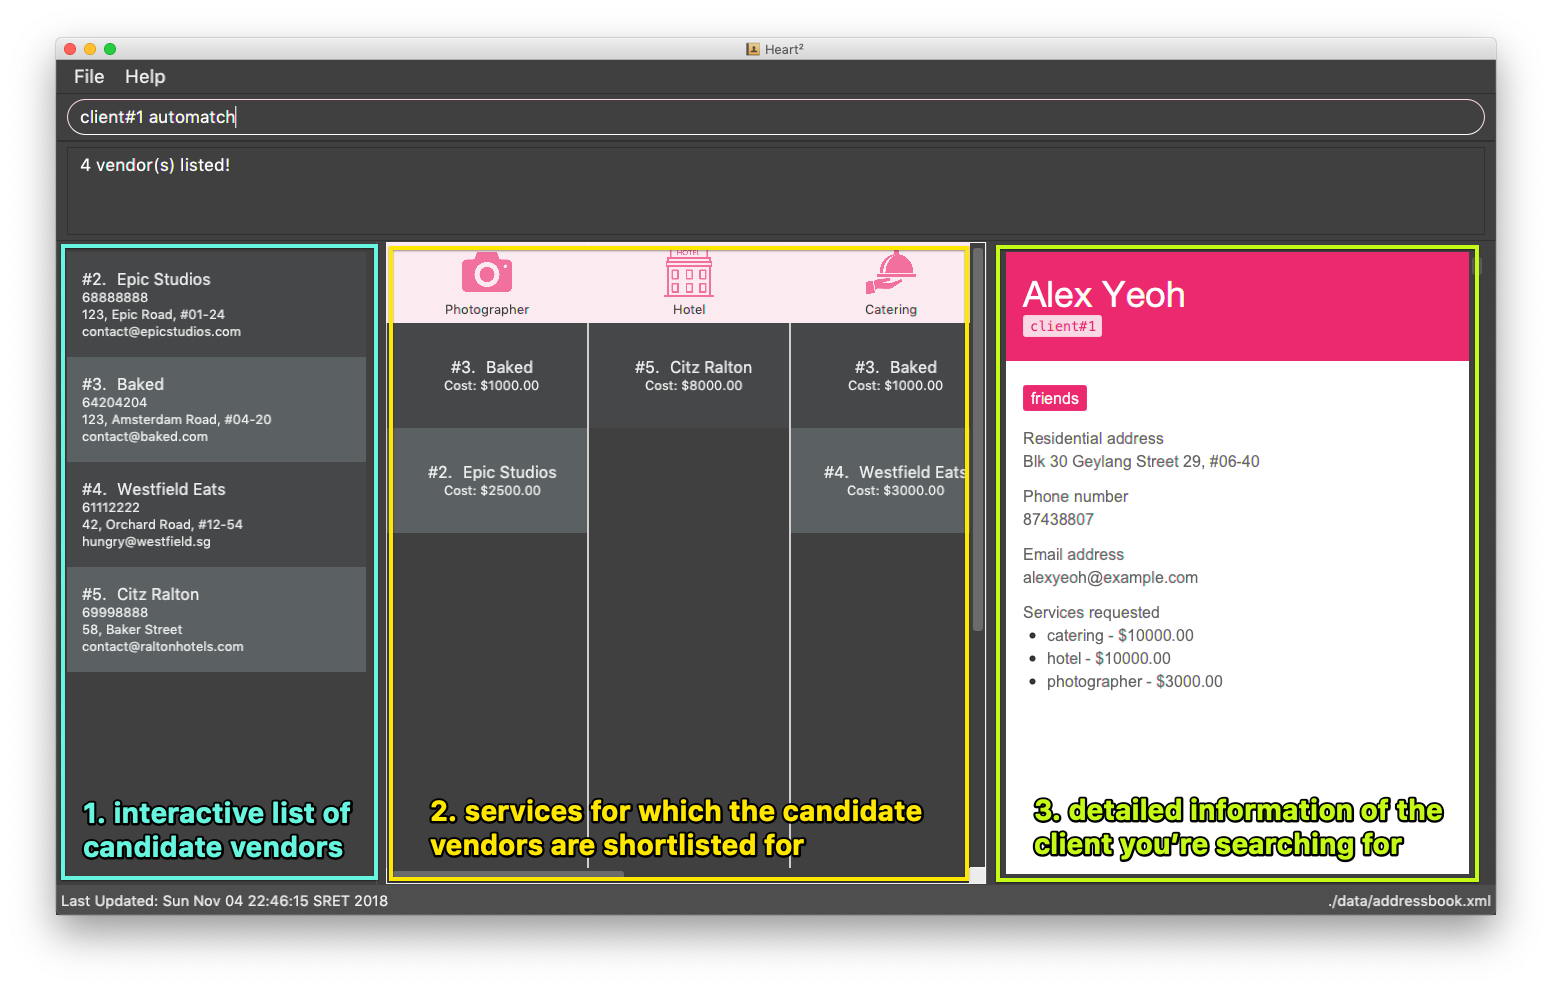 Heart²
File Help
client#1 automatch
4 vendor(s) listed!
#2. Epic Studios
68888888
123, Epic Road, #01-24
contact@epicstudios.com
#3. Baked
64204204
123, Amsterdam Road, #04-20
contact@baked.com
#4. Westfield Eats
61112222
42, Orchard Road, #12-54
hungry@westfield.sg
#5. Citz Ralton
69998888
58, Baker Street
contact@raltonhotels.com
1. interactive list of
candidate vendors
HOTEL
Photographer Hotel Catering
#3. Baked
Cost: $1000.00
#2. Epic Studios
Cost: $2500.00
#5. Citz Ralton
Cost: $8000.00
#3. Baked
Cost: $1000.00
#4. Westfield Eats
Cost: $3000.00
2. services for which the candidate
vendors are shortlisted for
Alex Yeoh
client#1
friends
Residential address
Blk 30 Geylang Street 29, #06-40
Phone number
87438807
Email address
alexyeoh@example.com
Services requested
• catering - $10000.00
• hotel - $10000.00
• photographer - $3000.00
3. detailed information of the
client you're searching for
Last Updated: Sun Nov 04 22:46:15 SRET 2018
./data/addressbook.xml